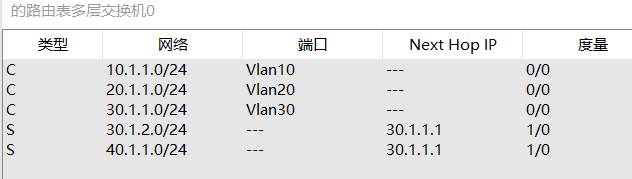 的路由表多层交换机0
类型 网络 端口 Next Hop IP 度量
C 10.1.1.0/24 Vlan10 --- 0/0
C 20.1.1.0/24 Vlan20 --- 0/0
C 30.1.1.0/24 Vlan30 --- 0/0
S 30.1.2.0/24 --- 30.1.1.1 1/0
S 40.1.1.0/24 --- 30.1.1.1 1/0